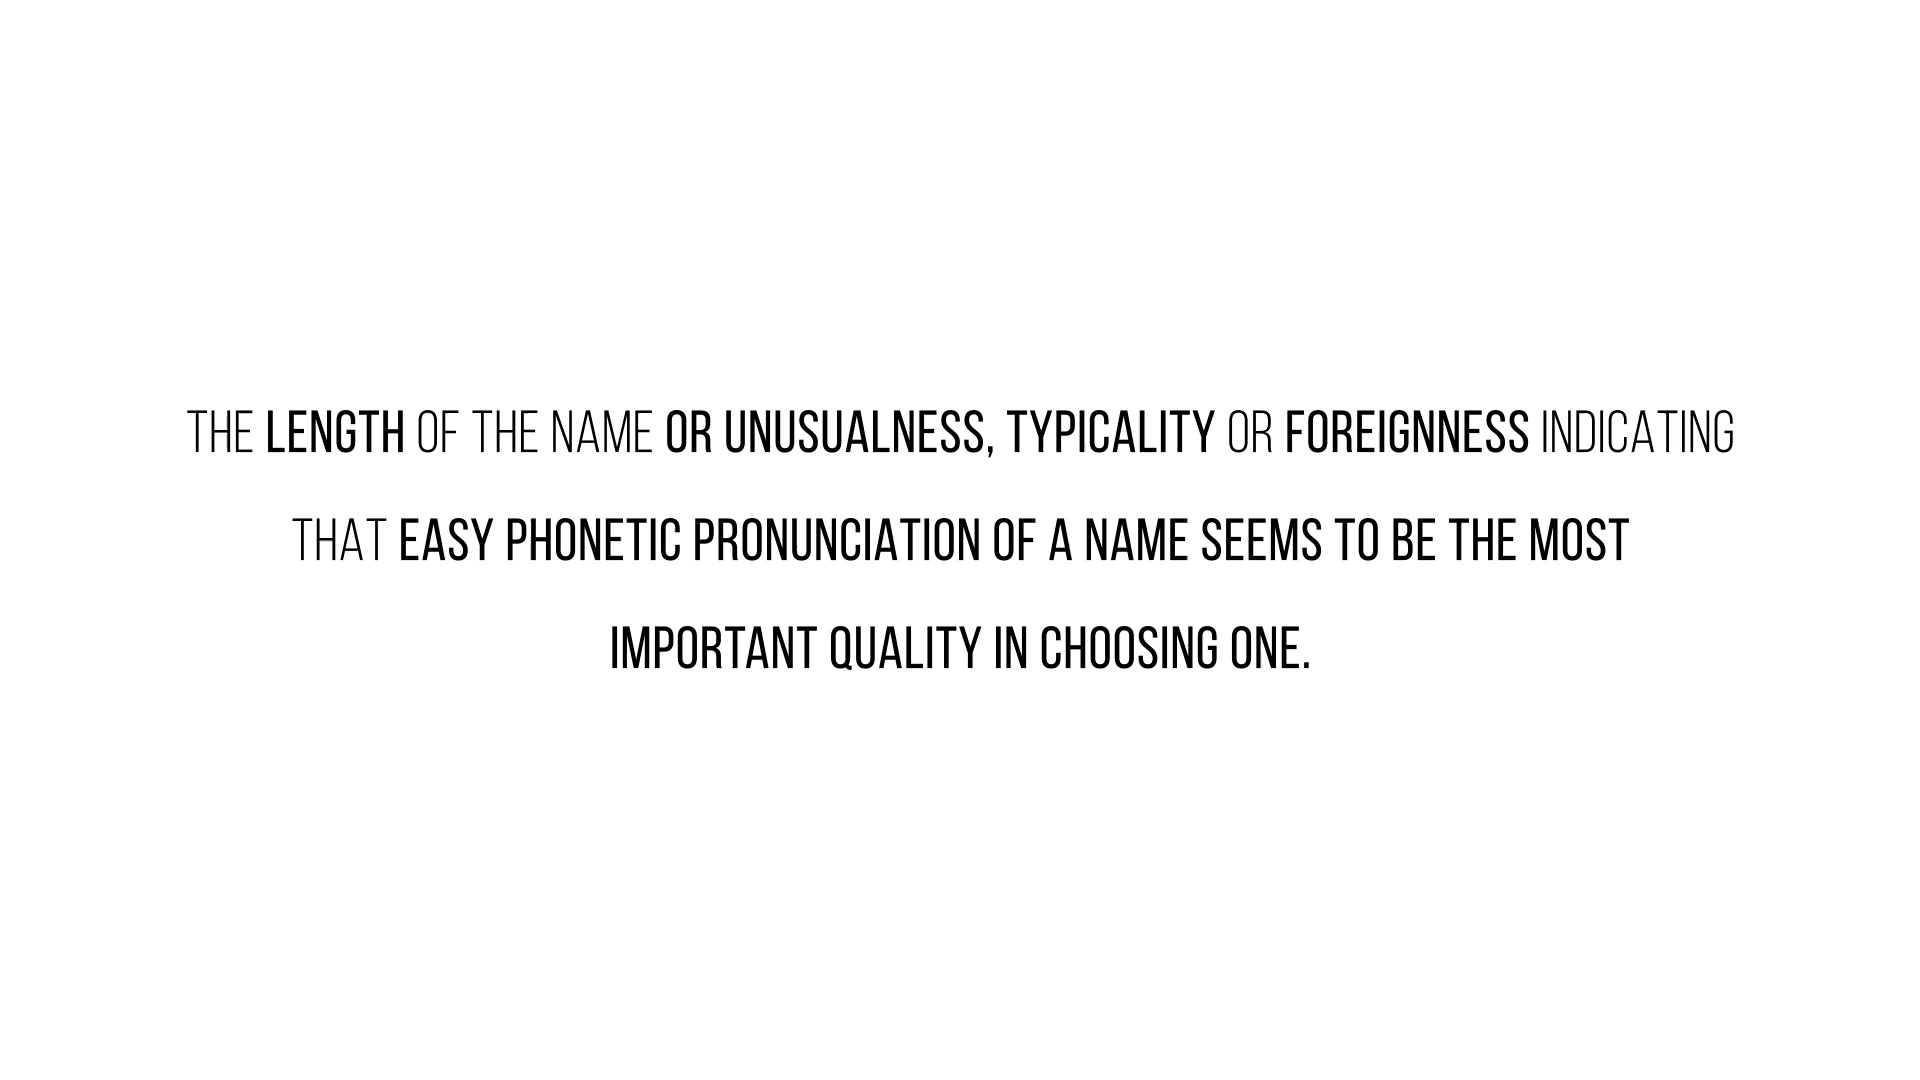 THE LENGTH OF THE NAME OR UNUSUALNESS, TYPICALITY OR FOREIGNNESS INDICATING
THAT EASY PHONETIC PRONUNCIATION OF A NAME SEEMS TO BE THE MOST
IMPORTANT QUALITY IN CHOOSING ONE.